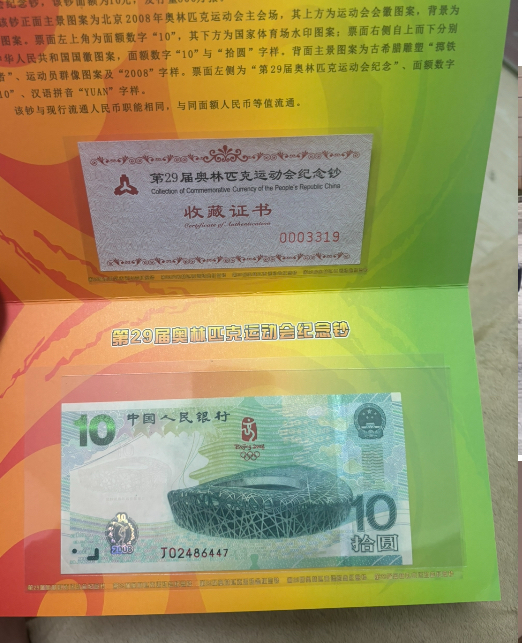 该钞正面主景图案为北京2008年奥林匹克运动会主会场，其上方为运动会会徽图案，背景为
图案。票面左上角为面额数字“10”，其下方为国家体育场水印图案；票面右侧自上而下分别
华人民共和国国徽图案，面额数字“10”与“拾圆”字样。背面主景图案为古希腊雕塑“掷铁
、运动员群像图案及“2008”字样。票面左侧为“第29届奥林匹克运动会纪念”、面额数字
10”、汉语拼音“YUAN”字样。
该钞与现行流通人民币职能相同，与同面额人民币等值流通。
第29届奥林匹克运动会纪念钞
Collection of Commemorative Currency of the People's Republic China
收藏证书
Certificate of Authentication
0003319
第29届奥林匹克运动会纪念钞
10
中国人民银行
10
2008
J02486447
10
拾圆